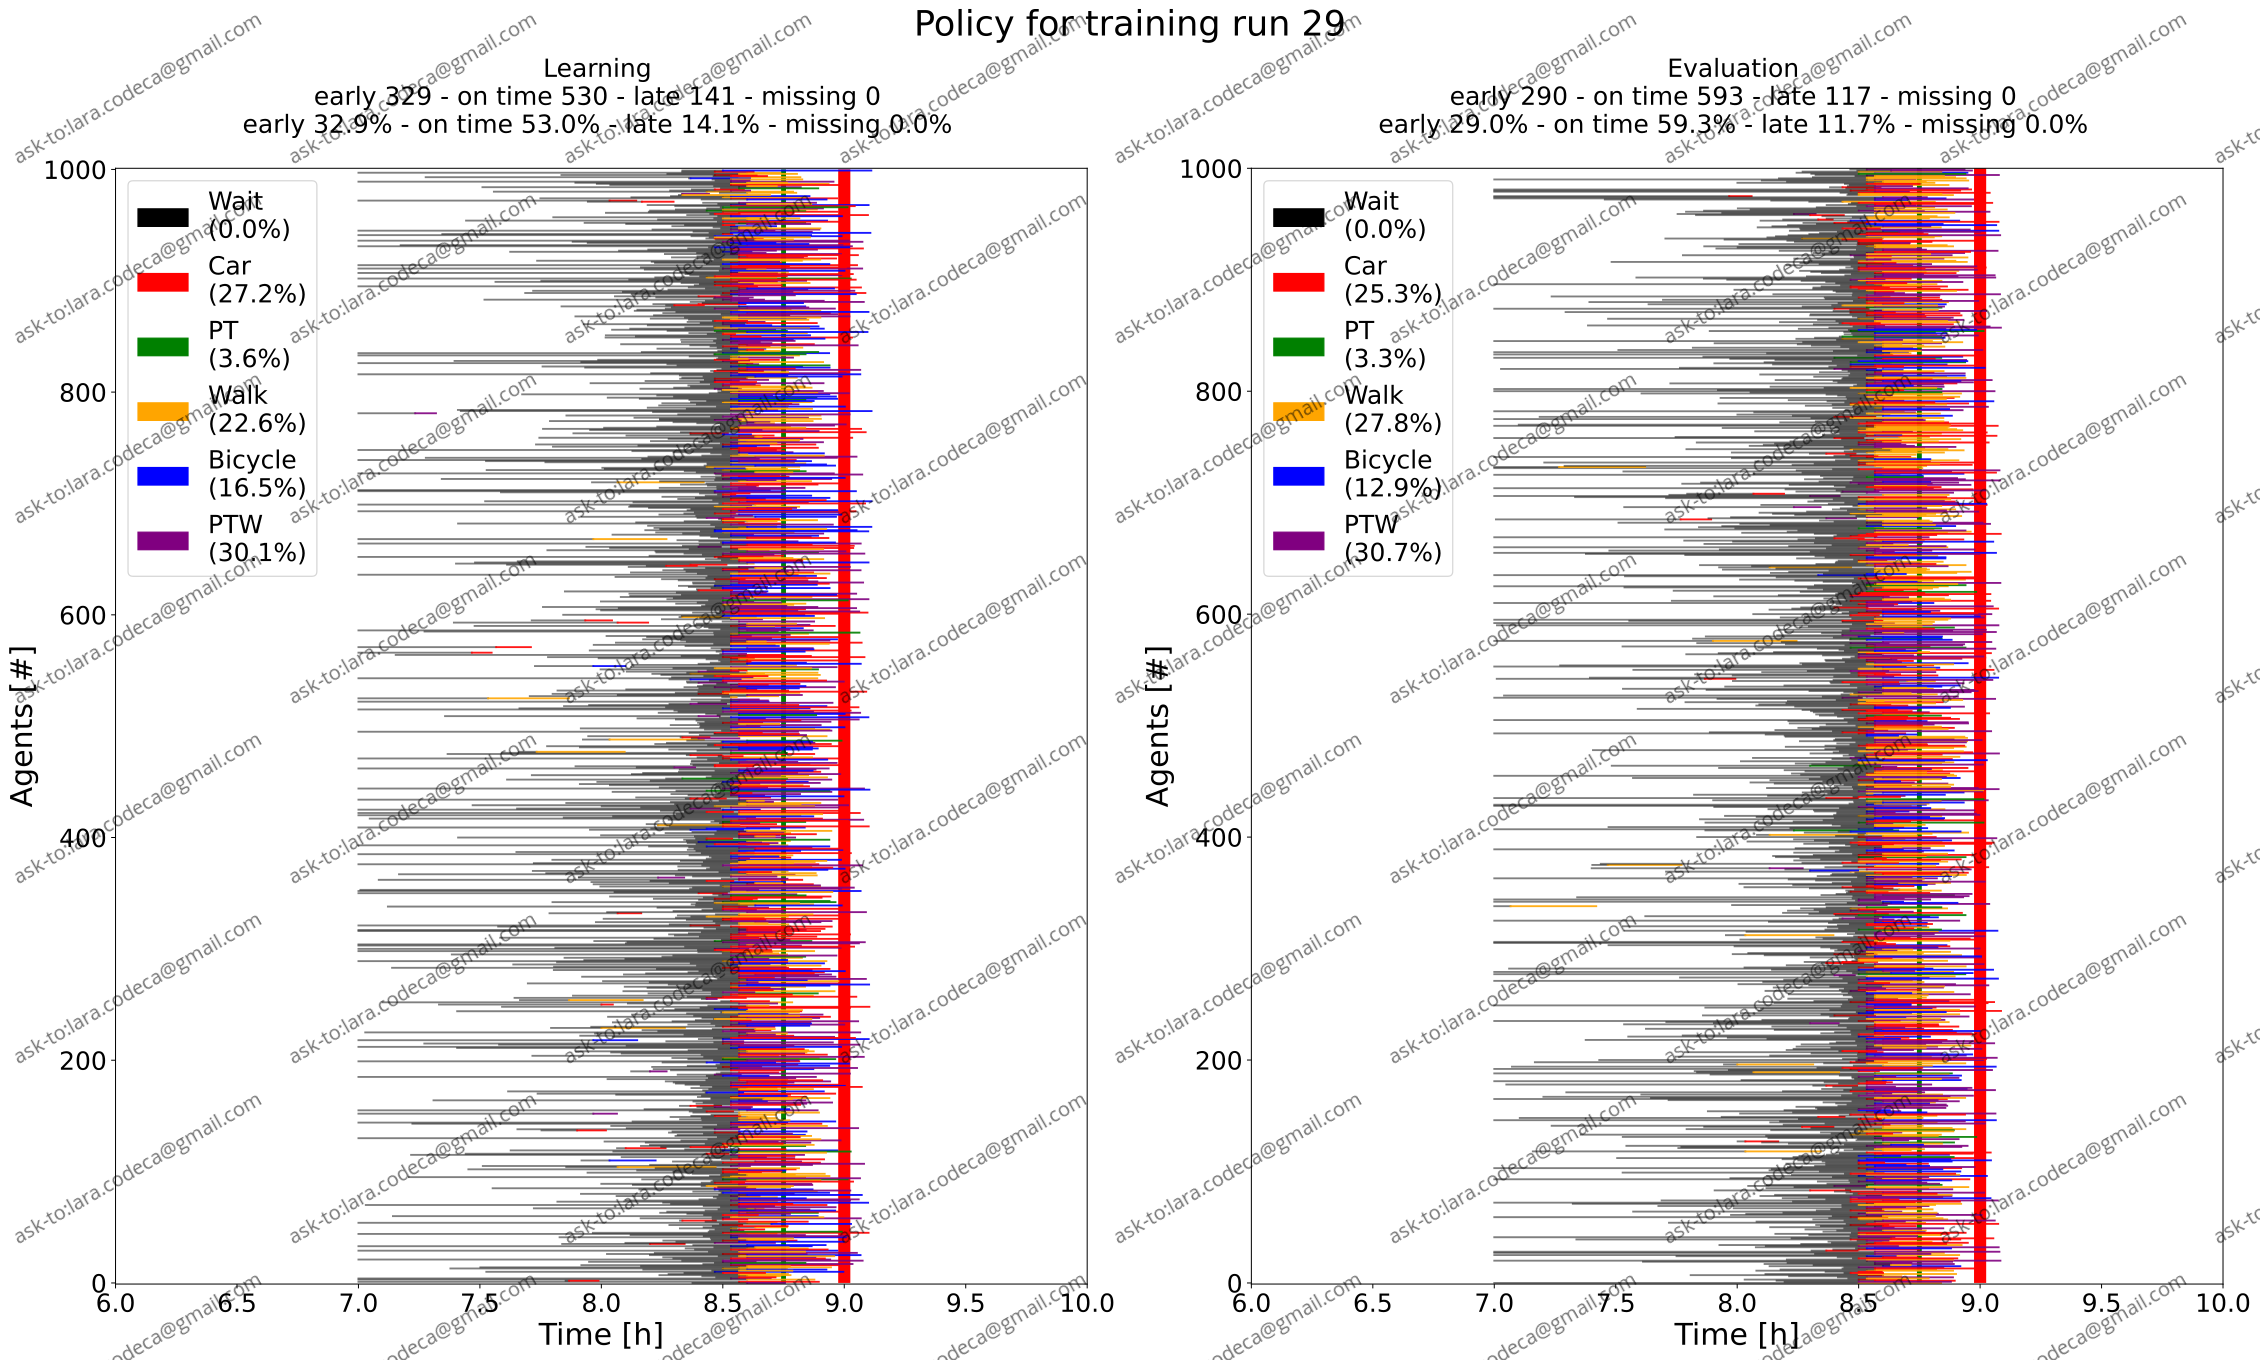 Policy for training run 29
Learning
early 329 - on time 530 - late 141 - missing 0
early 32.9% - on time 53.0% - late 14.1% - missing 0.0%
1000
800
600
400
200
0
Agents [#]
Wait
(0.0%)
Car
(27.2%)
PT
(3.6%)
Walk
(22.6%)
Bicycle
(16.5%)
PTW
(30.1%)
6.0 6.5 7.0 7.5 8.0 8.5 9.0 9.5 10.0
Time [h]
Evaluation
early 290 - on time 593 - late 117 - missing 0
early 29.0% - on time 59.3% - late 11.7% - missing 0.0%
1000
800
600
400
200
0
Agents [#]
Wait
(0.0%)
Car
(25.3%)
PT
(3.3%)
Walk
(27.8%)
Bicycle
(12.9%)
PTW
(30.7%)
6.0 6.5 7.0 7.5 8.0 8.5 9.0 9.5 10.0
Time [h]
ask-to:lara.codeca@gmail.com